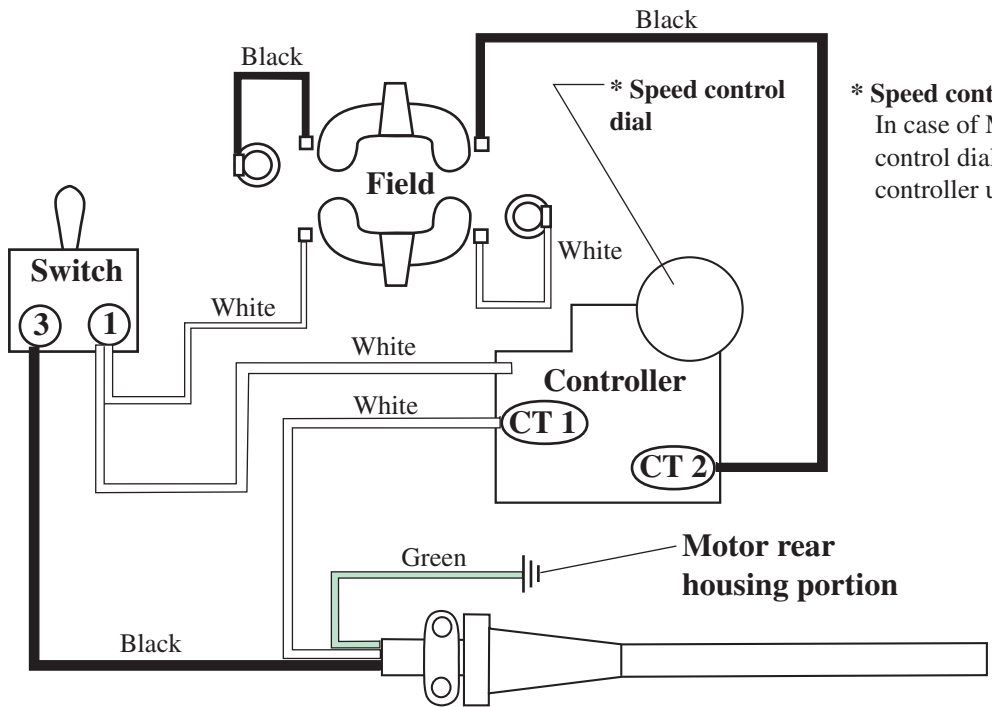 Black
Black
* Speed control
dial
* Speed cont
In case of
control dial
controller
Field
White
Switch
3
1
White
White
Controller
White
CT 1
CT 2
Green
Motor rear
housing portion
Black